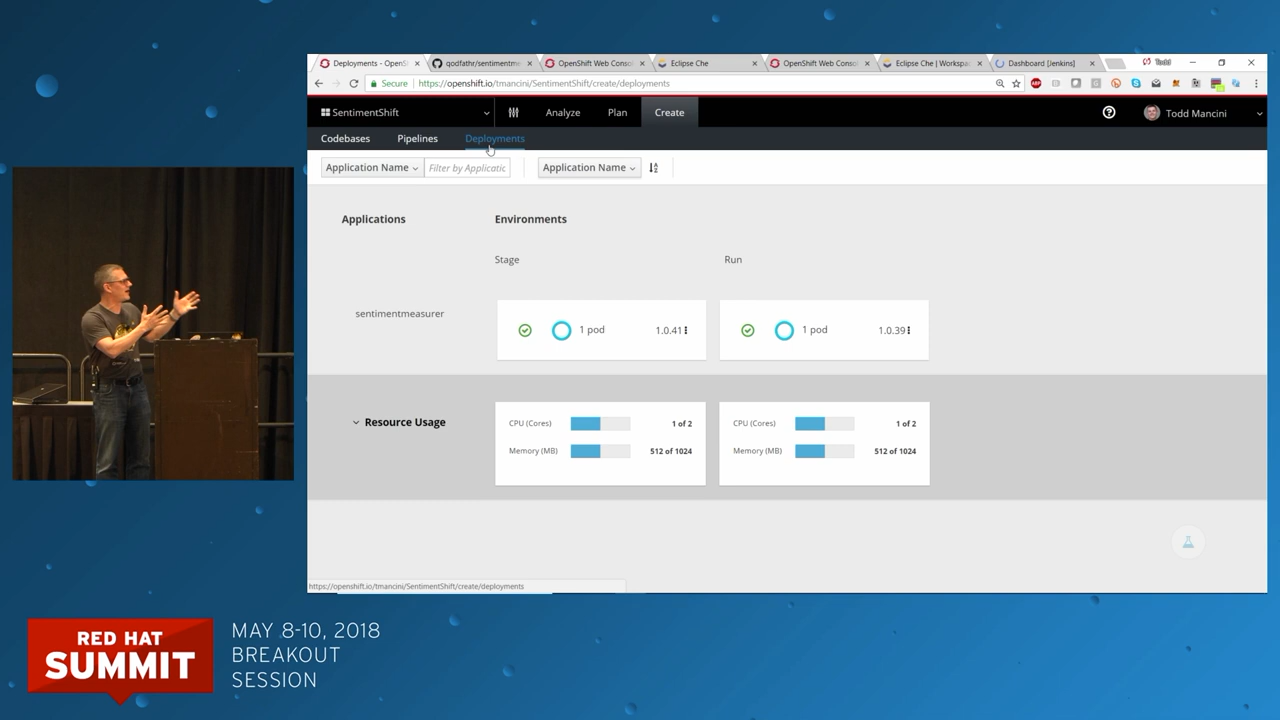 Deployments - OpenSh
qodfathr/sentimentme
OpenShift Web Conso
Eclipse Che
OpenShift Web Conso
Eclipse Che | Workspa
Dashboard [Jenkins]
Todd
Secure
https://openshift.io/tmancini/SentimentShift/create/deployments
SentimentShift
Analyze
Plan
Create
Todd Mancini
Codebases
Pipelines
Deployments
Application Name
Filter by Applicatic
Application Name
Applications
Environments
Stage
Run
sentimentmeasurer
1 pod
1.0.41
1 pod
1.0.39
Resource Usage
CPU (Cores)
1 of 2
Memory (MB)
512 of 1024
CPU (Cores)
1 of 2
Memory (MB)
512 of 1024
https://openshift.io/tmancini/SentimentShift/create/deployments
RED HAT
SUMMIT
MAY 8-10, 2018
BREAKOUT
SESSION